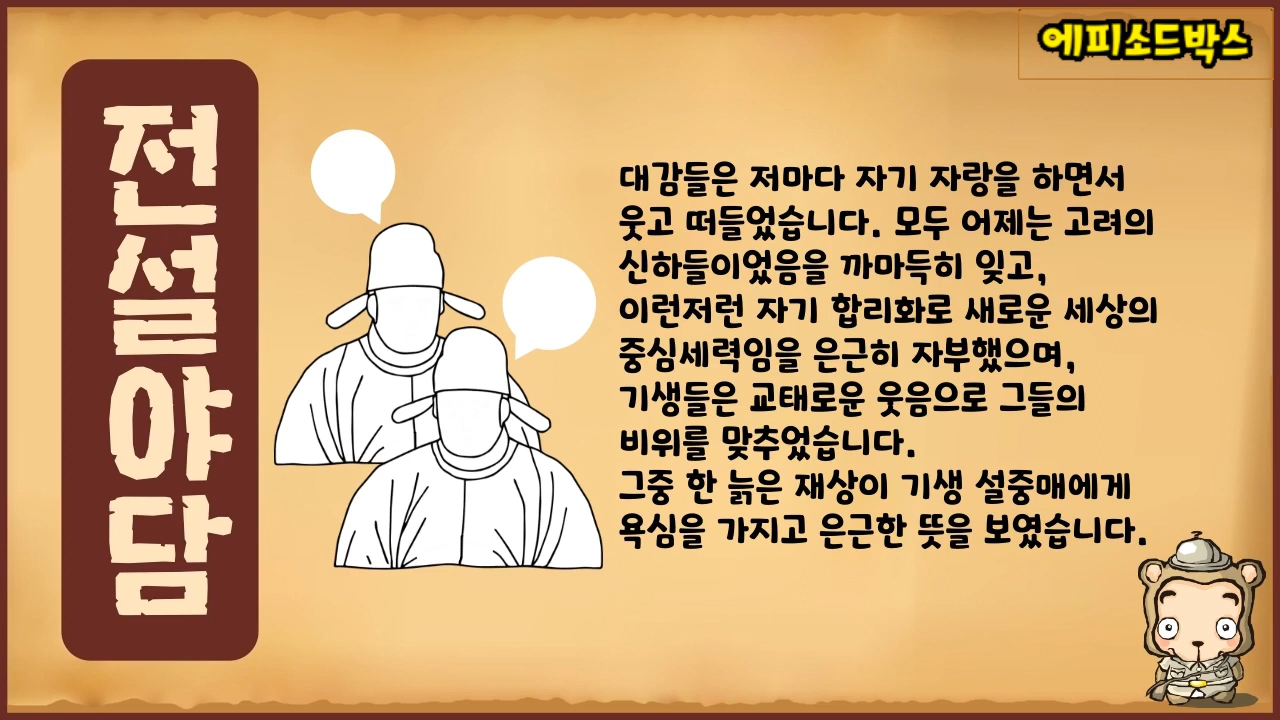 에피소드박스
전설야담
대감들은 저마다 자기 자랑을 하면서
웃고 떠들었습니다. 모두 어제는 고려의
신하들이었음을 까마득히 잊고,
이런저런 자기 합리화로 새로운 세상의
중심세력임을 은근히 자부했으며,
기생들은 교태로운 웃음으로 그들의
비위를 맞추었습니다.
그중 한 늙은 재상이 기생 설중매에게
욕심을 가지고 은근한 뜻을 보였습니다.